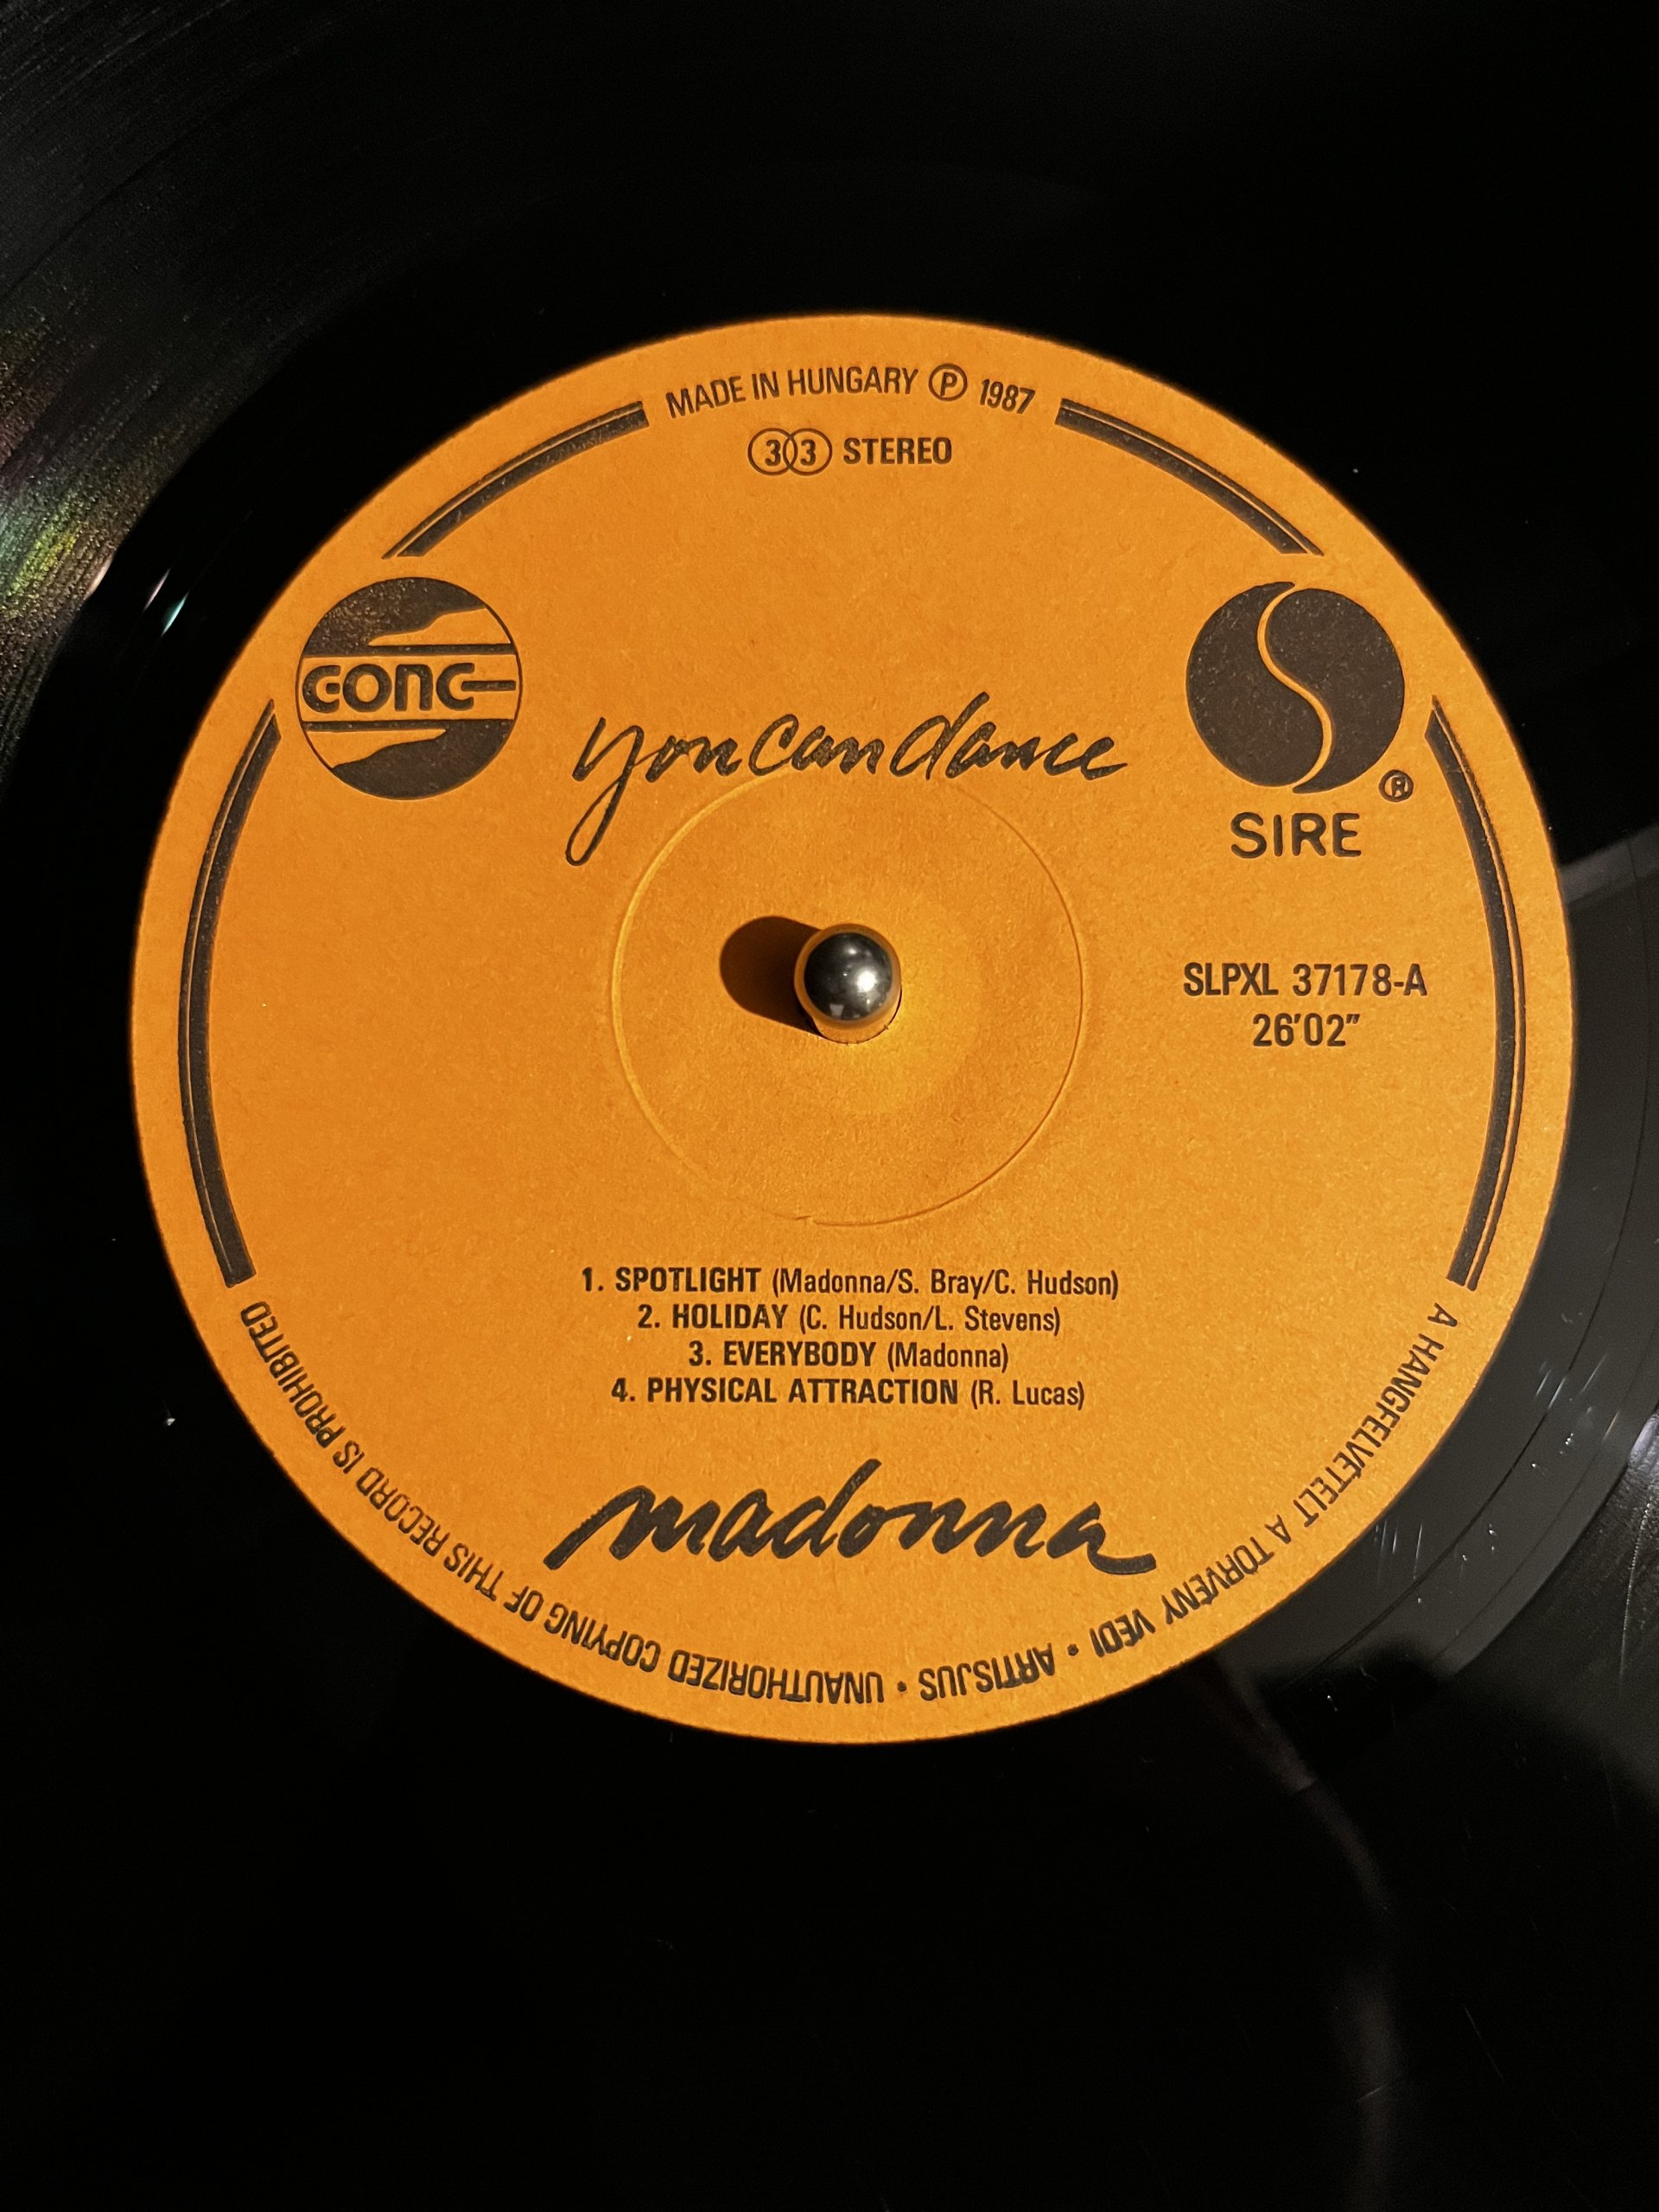 MADE IN HUNGARY Ⓟ 1987
33 STEREO
GONG
you can dance
®
SIRE
SLPXL 37178-A
26'02"
1. SPOTLIGHT (Madonna/S. Bray/C. Hudson)
2. HOLIDAY (C. Hudson/L. Stevens)
3. EVERYBODY (Madonna)
4. PHYSICAL ATTRACTION (R. Lucas)
madonna
A HANGFELVÉTELT A TÖRVÉNY VÉDI • ARTISJUS • UNAUTHORIZED COPYING OF THIS RECORD IS PROHIBITED